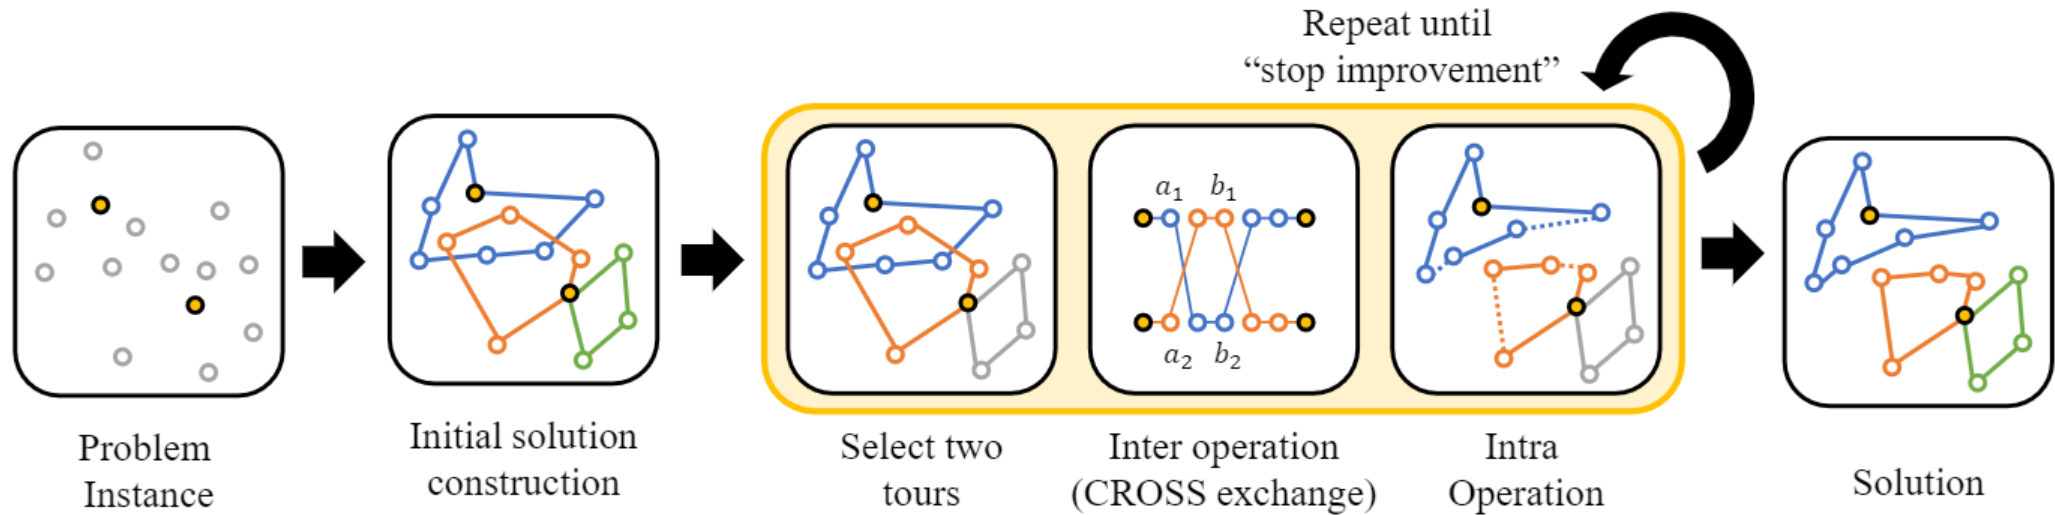 Repeat until
“stop improvement”
a₁ b₁
a₂ b₂
Problem
Instance
Initial solution
construction
Select two
tours
Inter operation
(CROSS exchange)
Intra
Operation
Solution